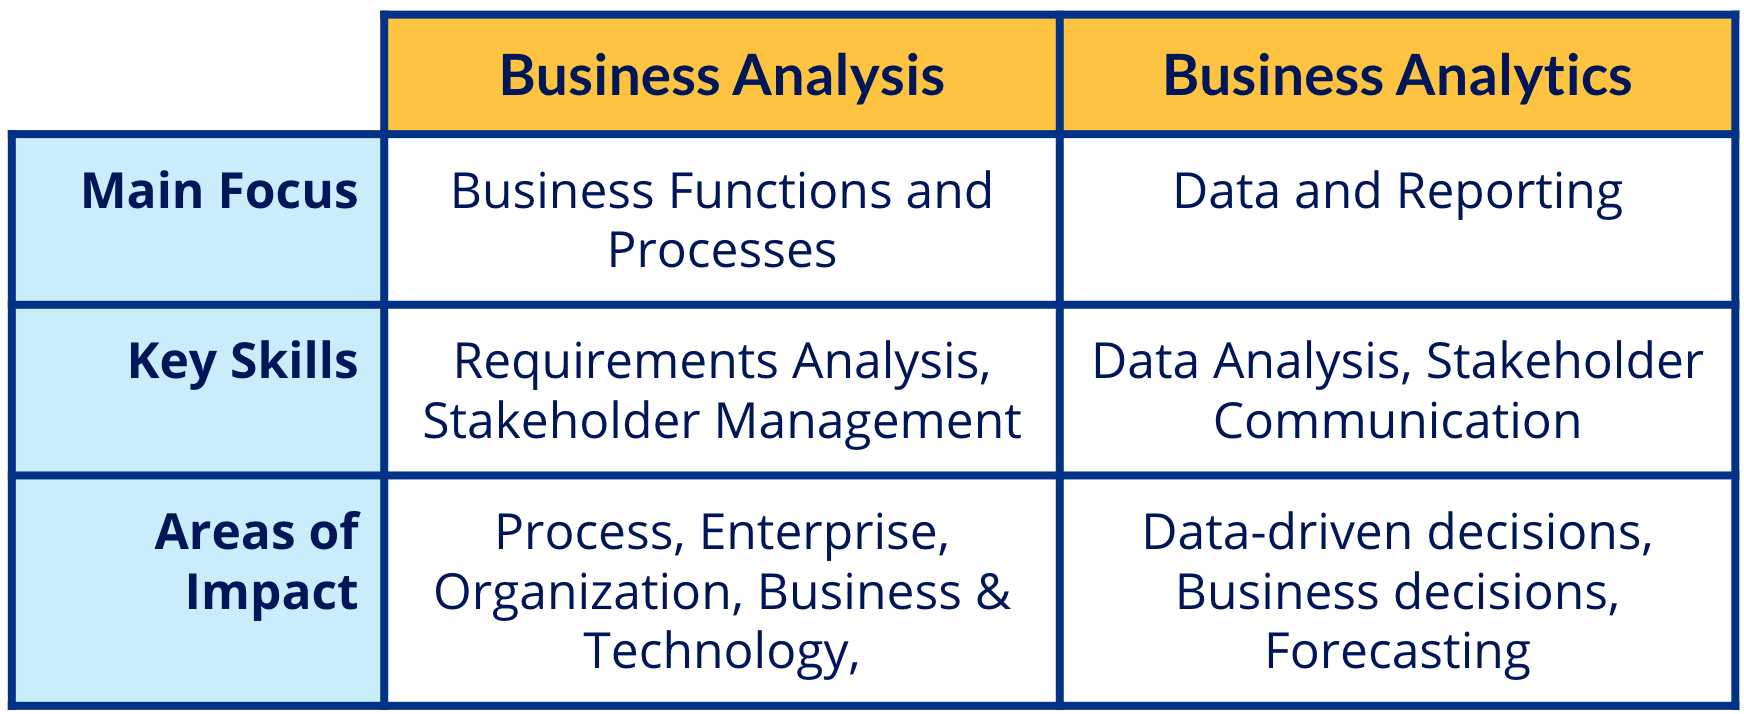 Business Analysis
Business Analytics
Main Focus
Business Functions and
Processes
Data and Reporting
Key Skills
Requirements Analysis,
Stakeholder Management
Data Analysis, Stakeholder
Communication
Areas of
Impact
Process, Enterprise,
Organization, Business &
Technology,
Data-driven decisions,
Business decisions,
Forecasting